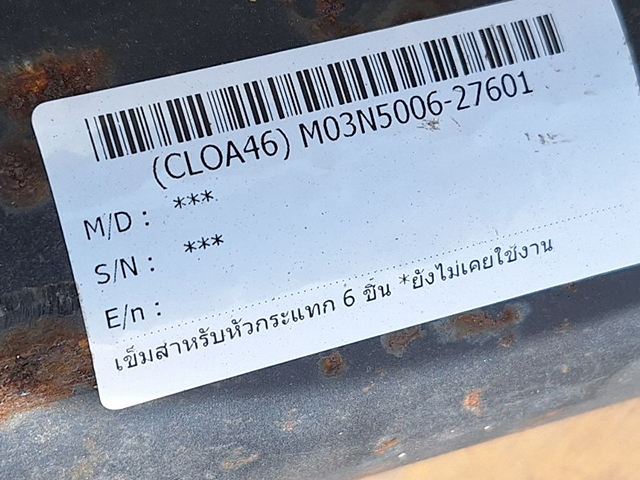 (CLOA46) M03N5006-27601
M/D : ***
S/N : ***
E/n :
เข็มสำหรับหัวกระแทก 6 ชิ้น *ยังไม่เคยใช้งาน